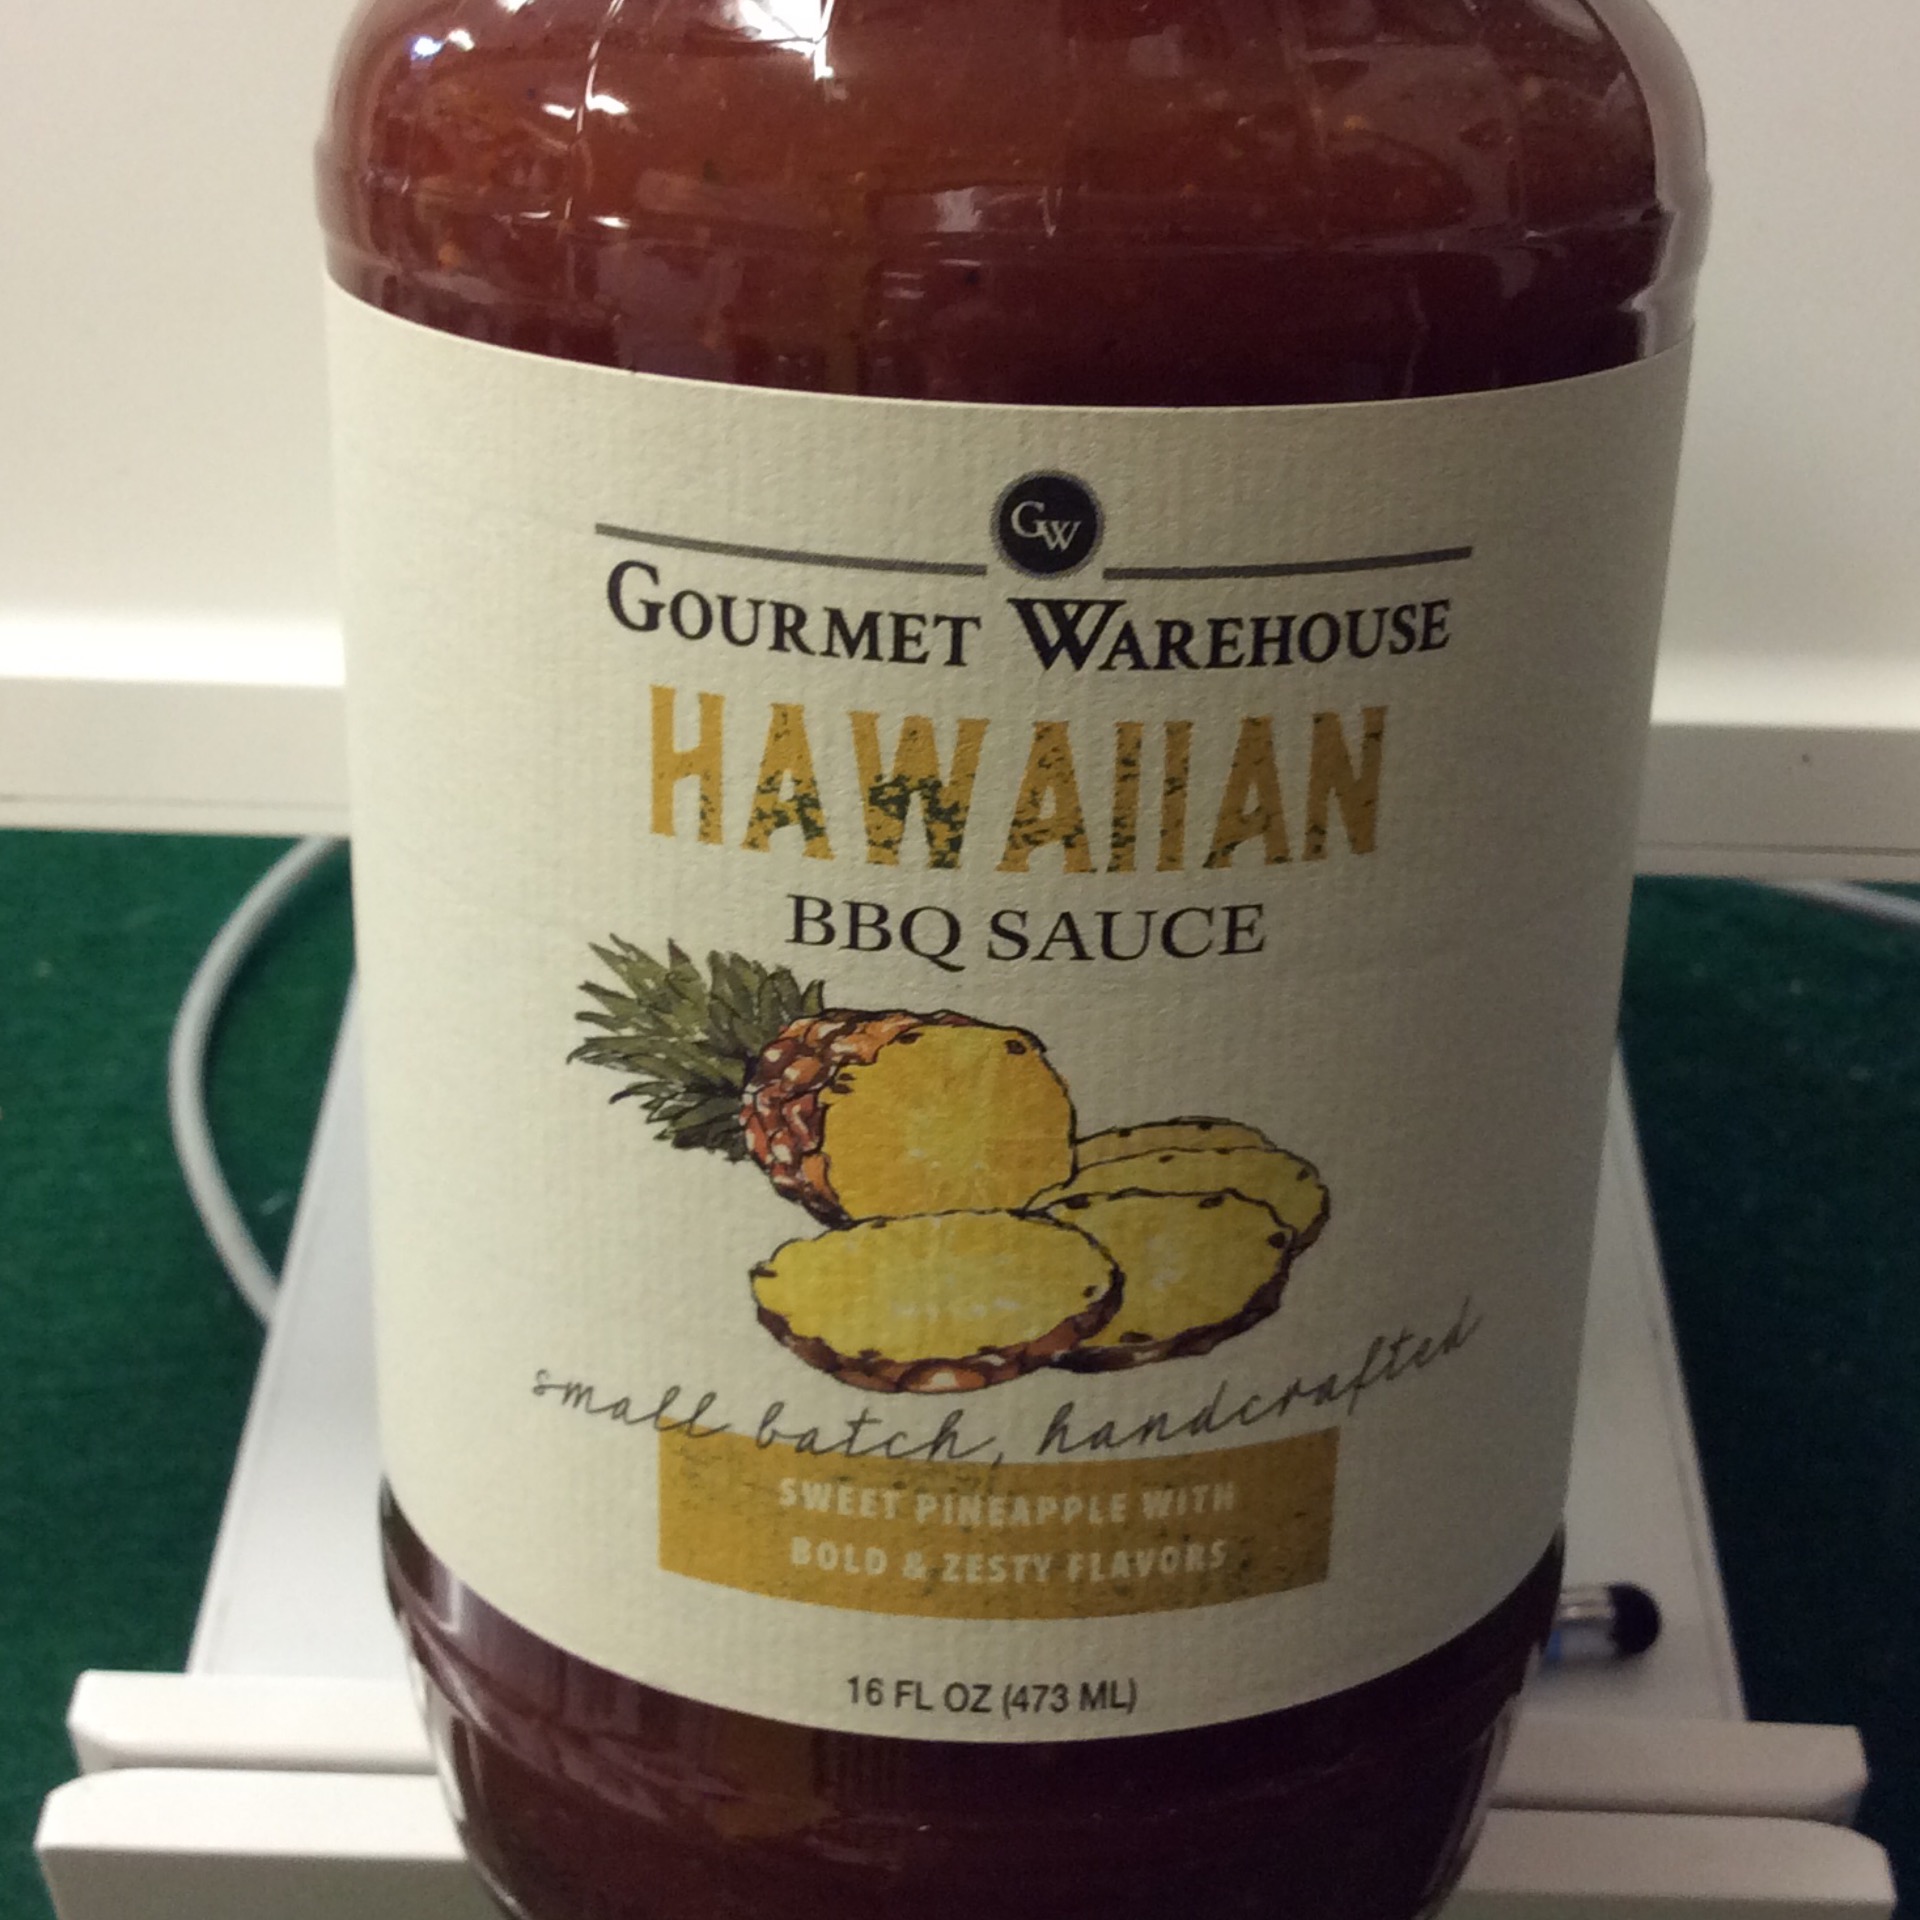 GW
GOURMET WAREHOUSE
HAWAIIAN
BBQ SAUCE
small batch, handcrafted
SWEET PINEAPPLE WITH
BOLD & ZESTY FLAVORS
16 FL OZ (473 ML)